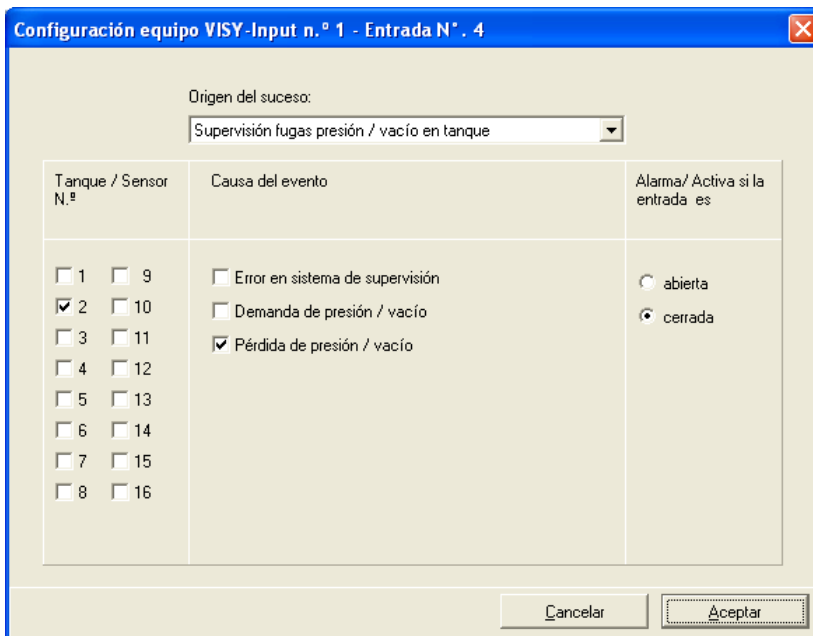 Configuración equipo VISY-Input n.º 1 - Entrada N°. 4
Origen del suceso:
Supervisión fugas presión / vacío en tanque
Tanque / Sensor
N.º
Causa del evento
Alarma/ Activa si la
entrada es
1 9
2 10
3 11
4 12
5 13
6 14
7 15
8 16
Error en sistema de supervisión
Demanda de presión / vacío
Pérdida de presión / vacío
abierta
cerrada
Cancelar
Aceptar